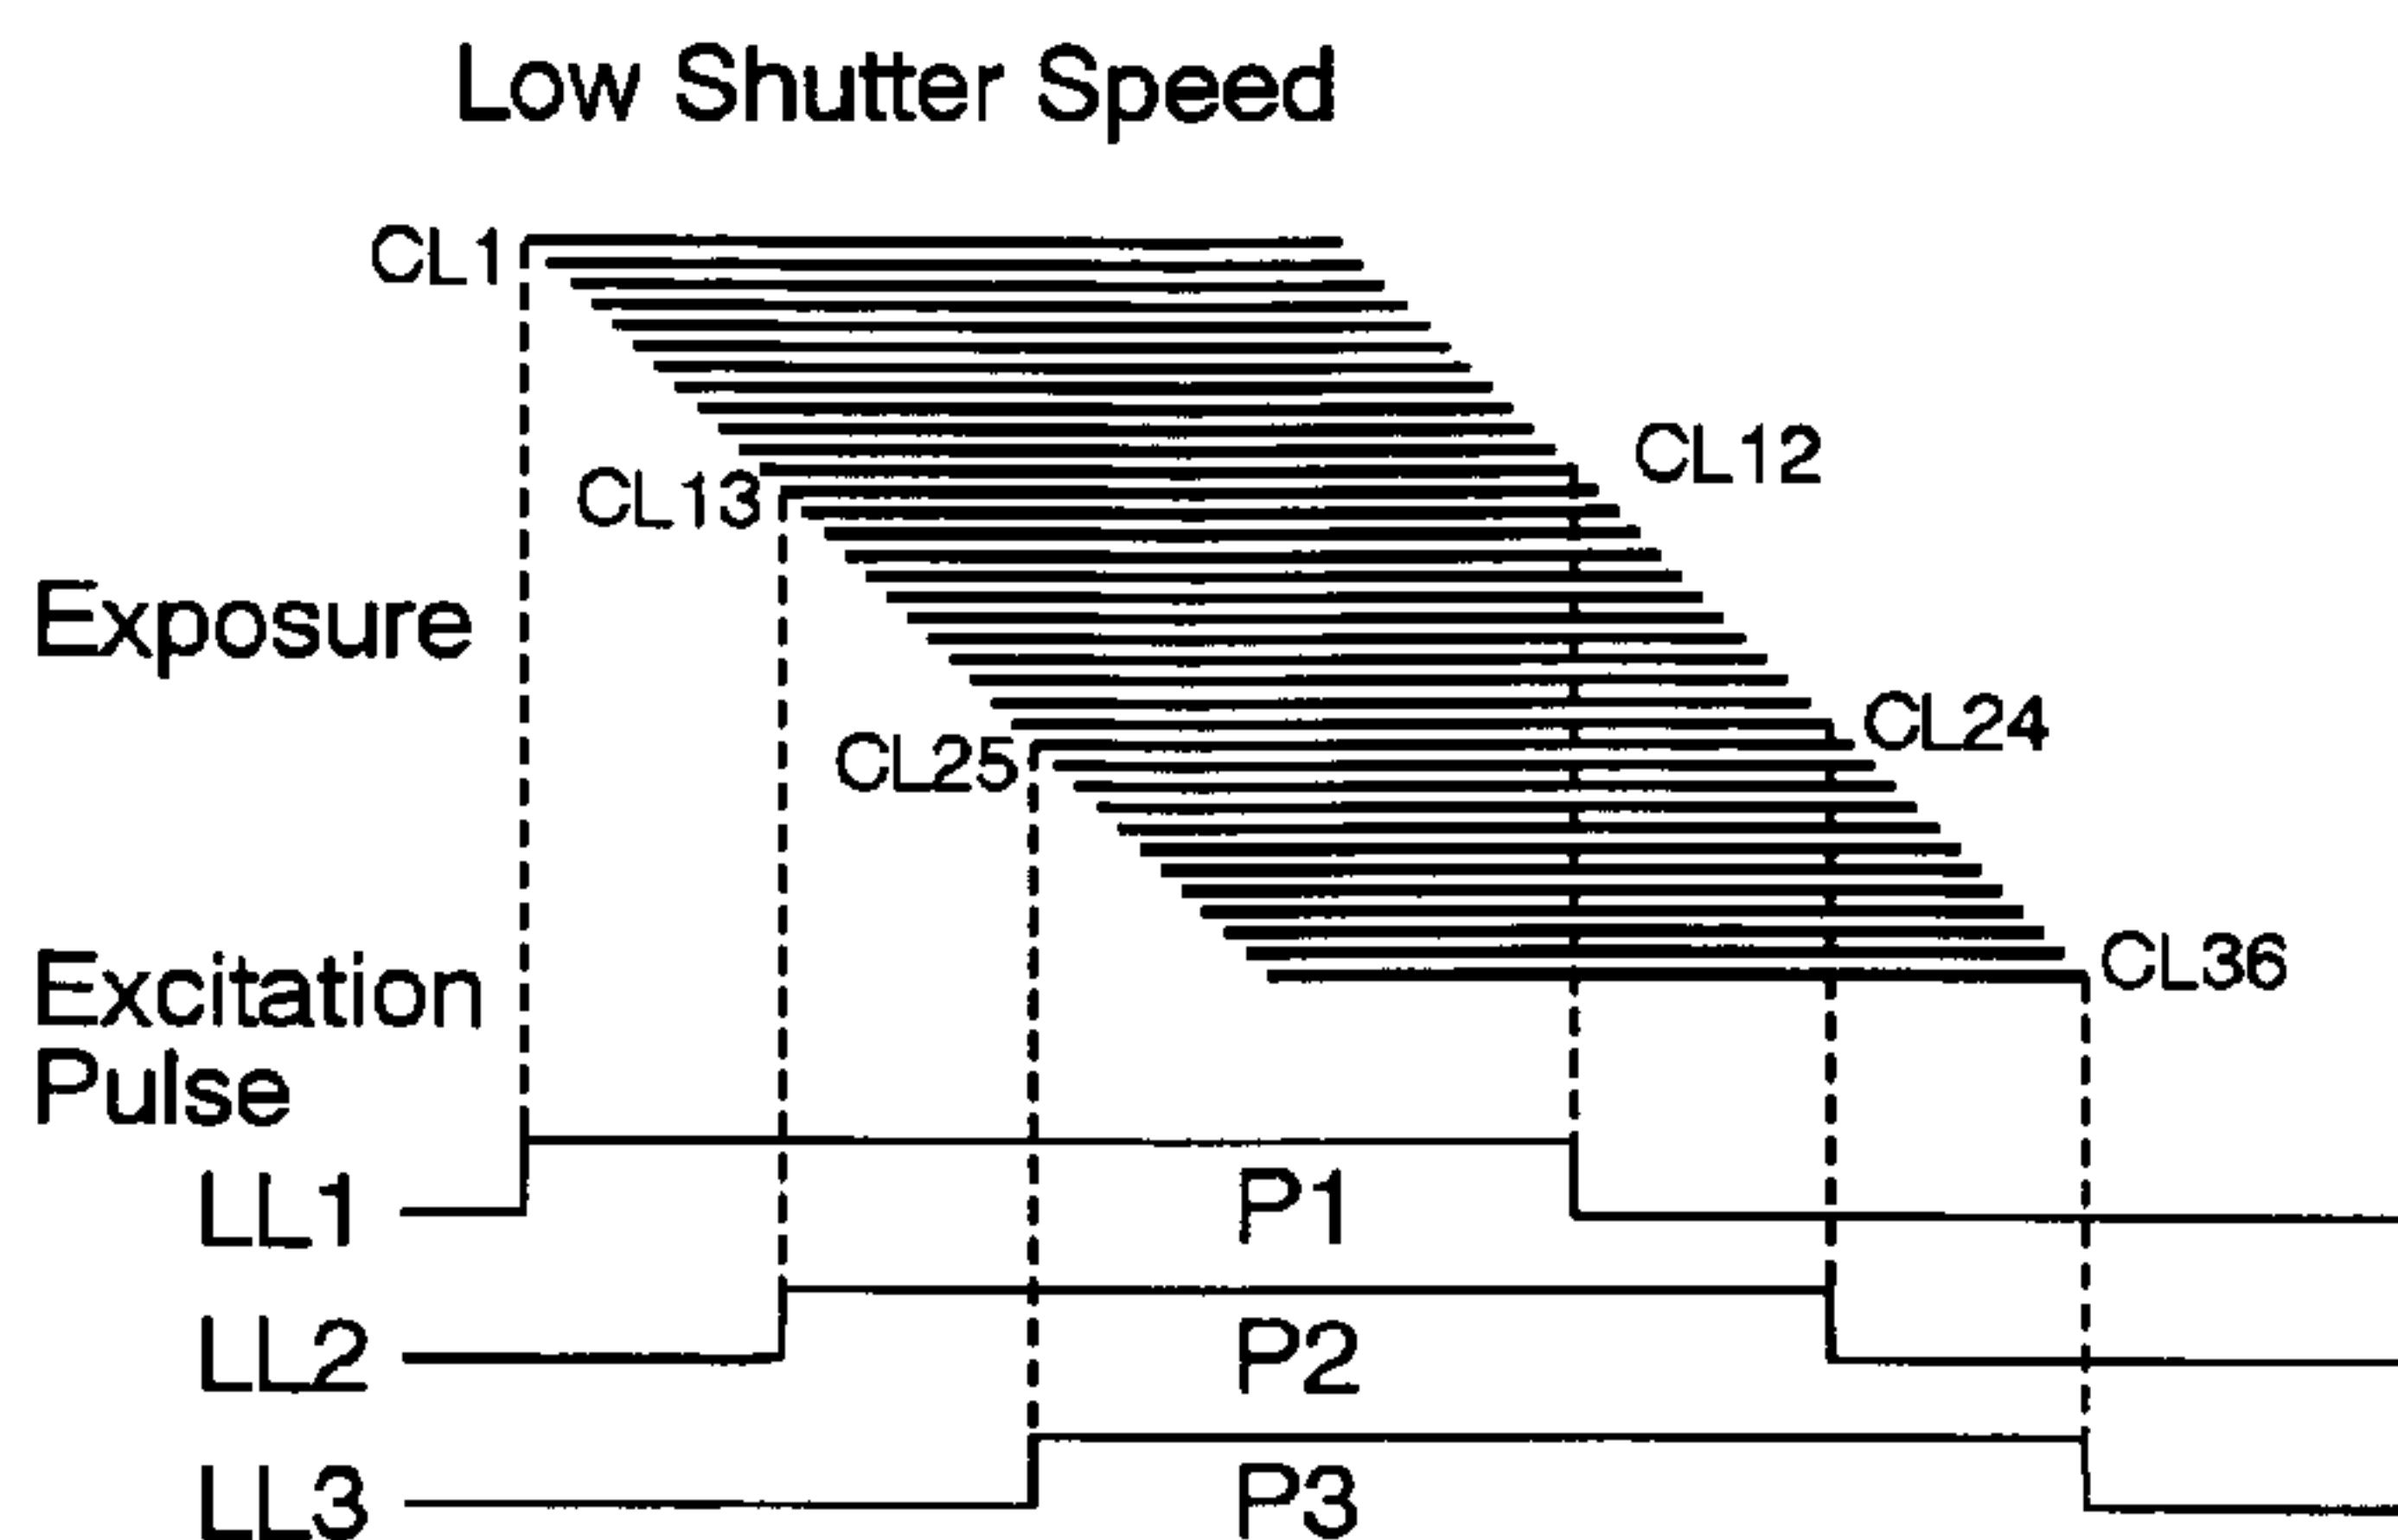 Low Shutter Speed
CL1
CL12
CL13
Exposure
CL24
CL25
CL36
Excitation
Pulse
LL1
P1
LL2
P2
LL3
P3